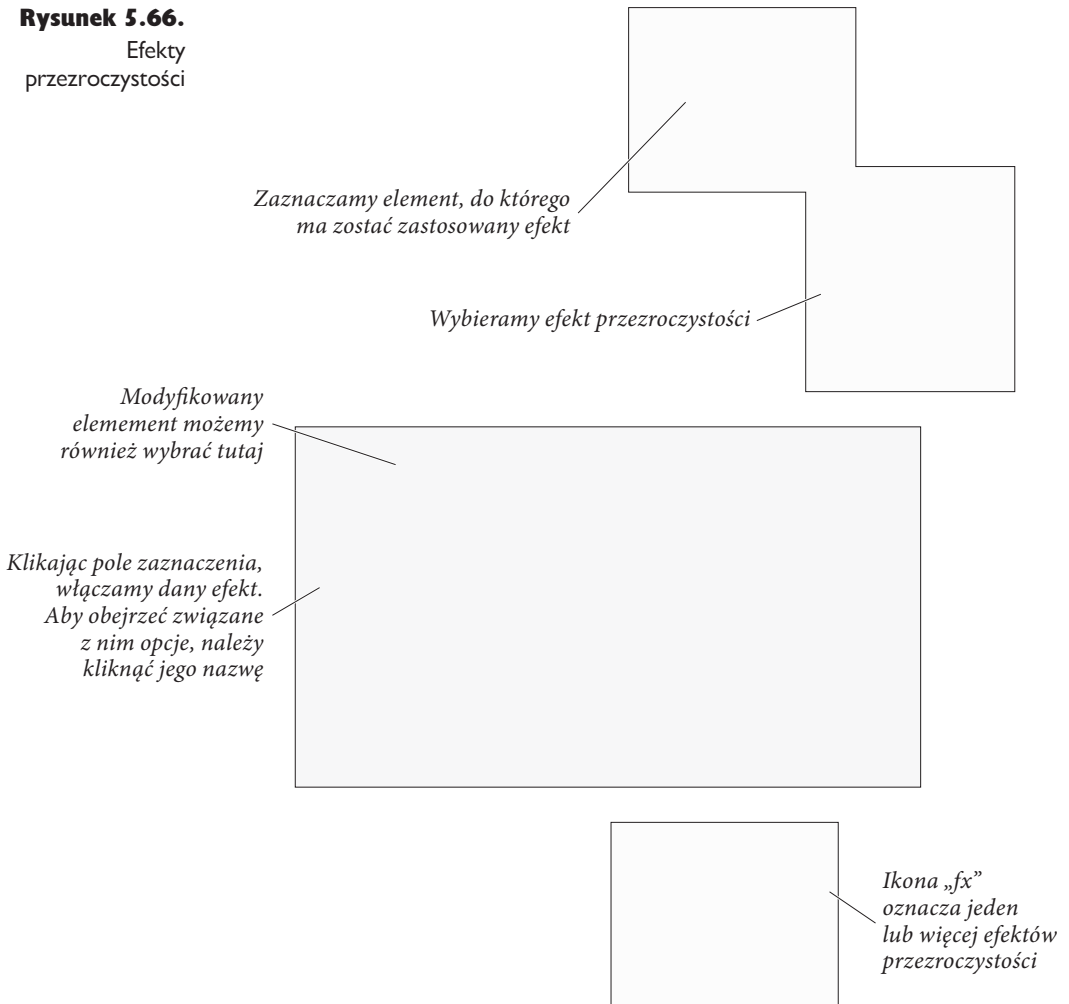 Rysunek 5.66.
Efekty
przezroczystości
Zaznaczamy element, do którego
ma zostać zastosowany efekt
Wybieramy efekt przezroczystości
Modyfikowany
elemement możemy
również wybrać tutaj
Klikając pole zaznaczenia,
włączamy dany efekt.
Aby obejrzeć związane
z nim opcje, należy
kliknąć jego nazwę
Ikona „fx”
oznacza jeden
lub więcej efektów
przezroczystości